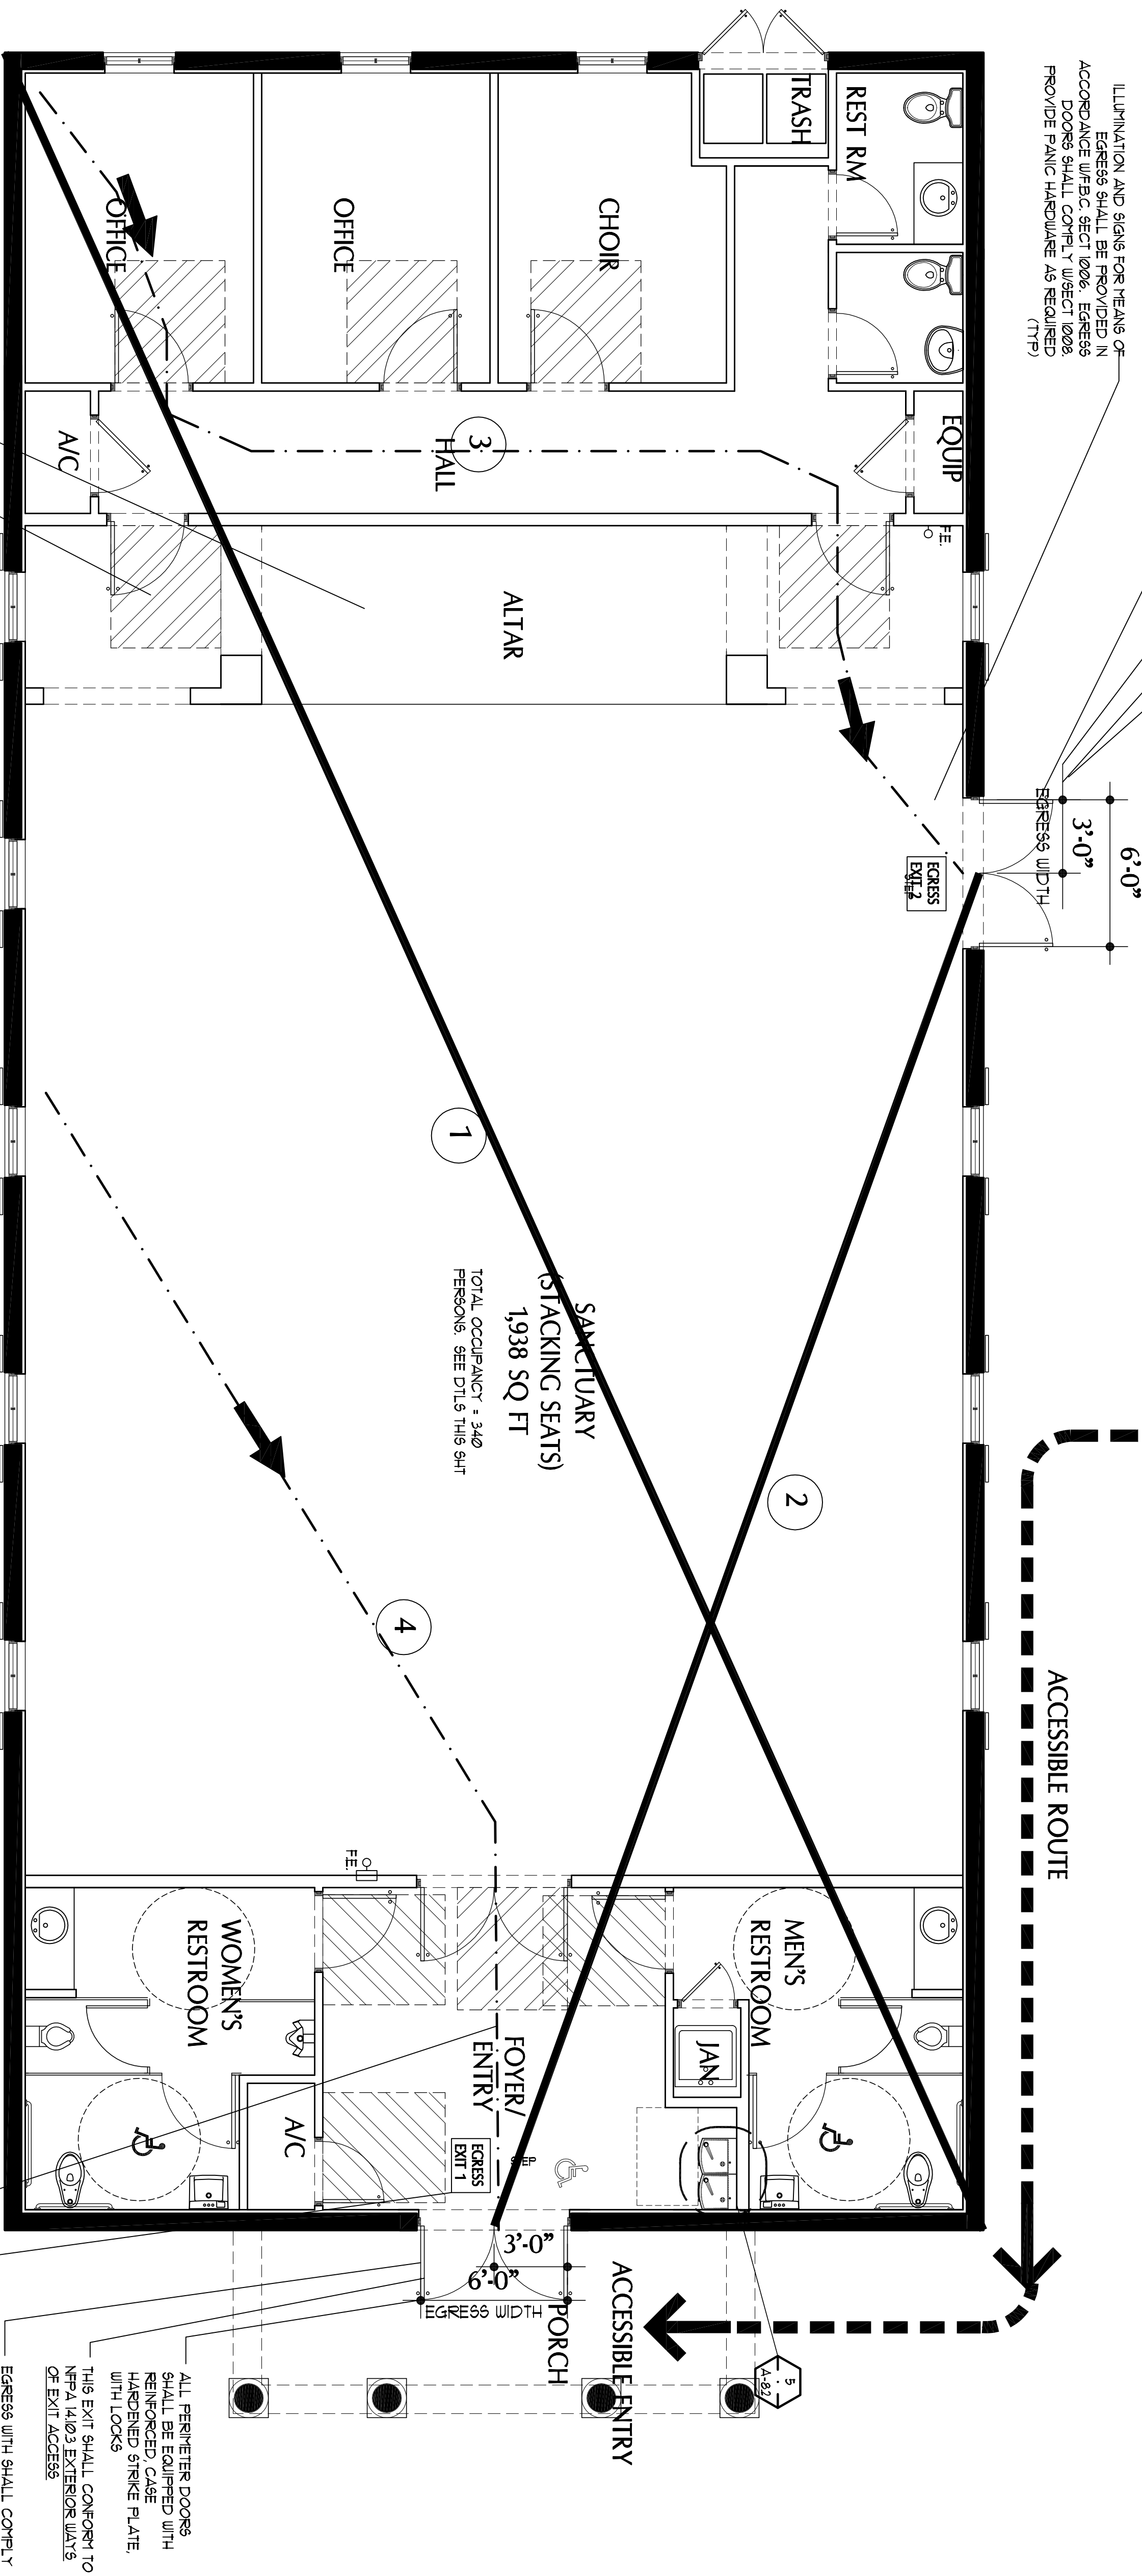 ILLUMINATION AND SIGNS FOR MEANS OF
EGRESS SHALL BE PROVIDED IN
ACCORDANCE W/F.B.C. SECT 1006. EGRESS
DOORS SHALL COMPLY W/SECT 1008.
PROVIDE PANIC HARDWARE AS REQUIRED
(TYP)
6'-0"
3'-0"
EGRESS WIDTH
ACCESSIBLE ROUTE
REST RM
TRASH
CHOIR
OFFICE
OFFICE
EQUIP
F.E.
3
HALL
A/C
ALTAR
EGRESS
EXIT 2
STEP
1
2
SANCTUARY
(STACKING SEATS)
1,938 SQ FT
TOTAL OCCUPANCY = 340
PERSONS. SEE DTLS THIS SHT
4
F.E.
MEN'S
RESTROOM
JAN
WOMEN'S
RESTROOM
FOYER/
ENTRY
A/C
EGRESS
EXIT 1
STEP
3'-0"
6'-0"
EGRESS WIDTH
PORCH
ACCESSIBLE ENTRY
5
A-8.2
ALL PERIMETER DOORS
SHALL BE EQUIPPED WITH
REINFORCED, CASE
HARDENED STRIKE PLATE,
WITH LOCKS
THIS EXIT SHALL CONFORM TO
NFPA 14.10.3 EXTERIOR WAYS
OF EXIT ACCESS
EGRESS WITH SHALL COMPLY